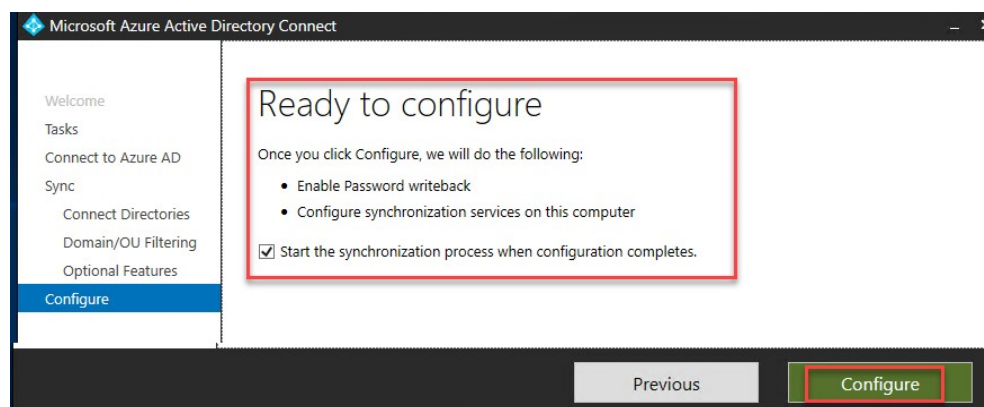 Microsoft Azure Active Directory Connect
Welcome
Tasks
Connect to Azure AD
Sync
Connect Directories
Domain/OU Filtering
Optional Features
Configure
Ready to configure
Once you click Configure, we will do the following:
• Enable Password writeback
• Configure synchronization services on this computer
Start the synchronization process when configuration completes.
Previous
Configure